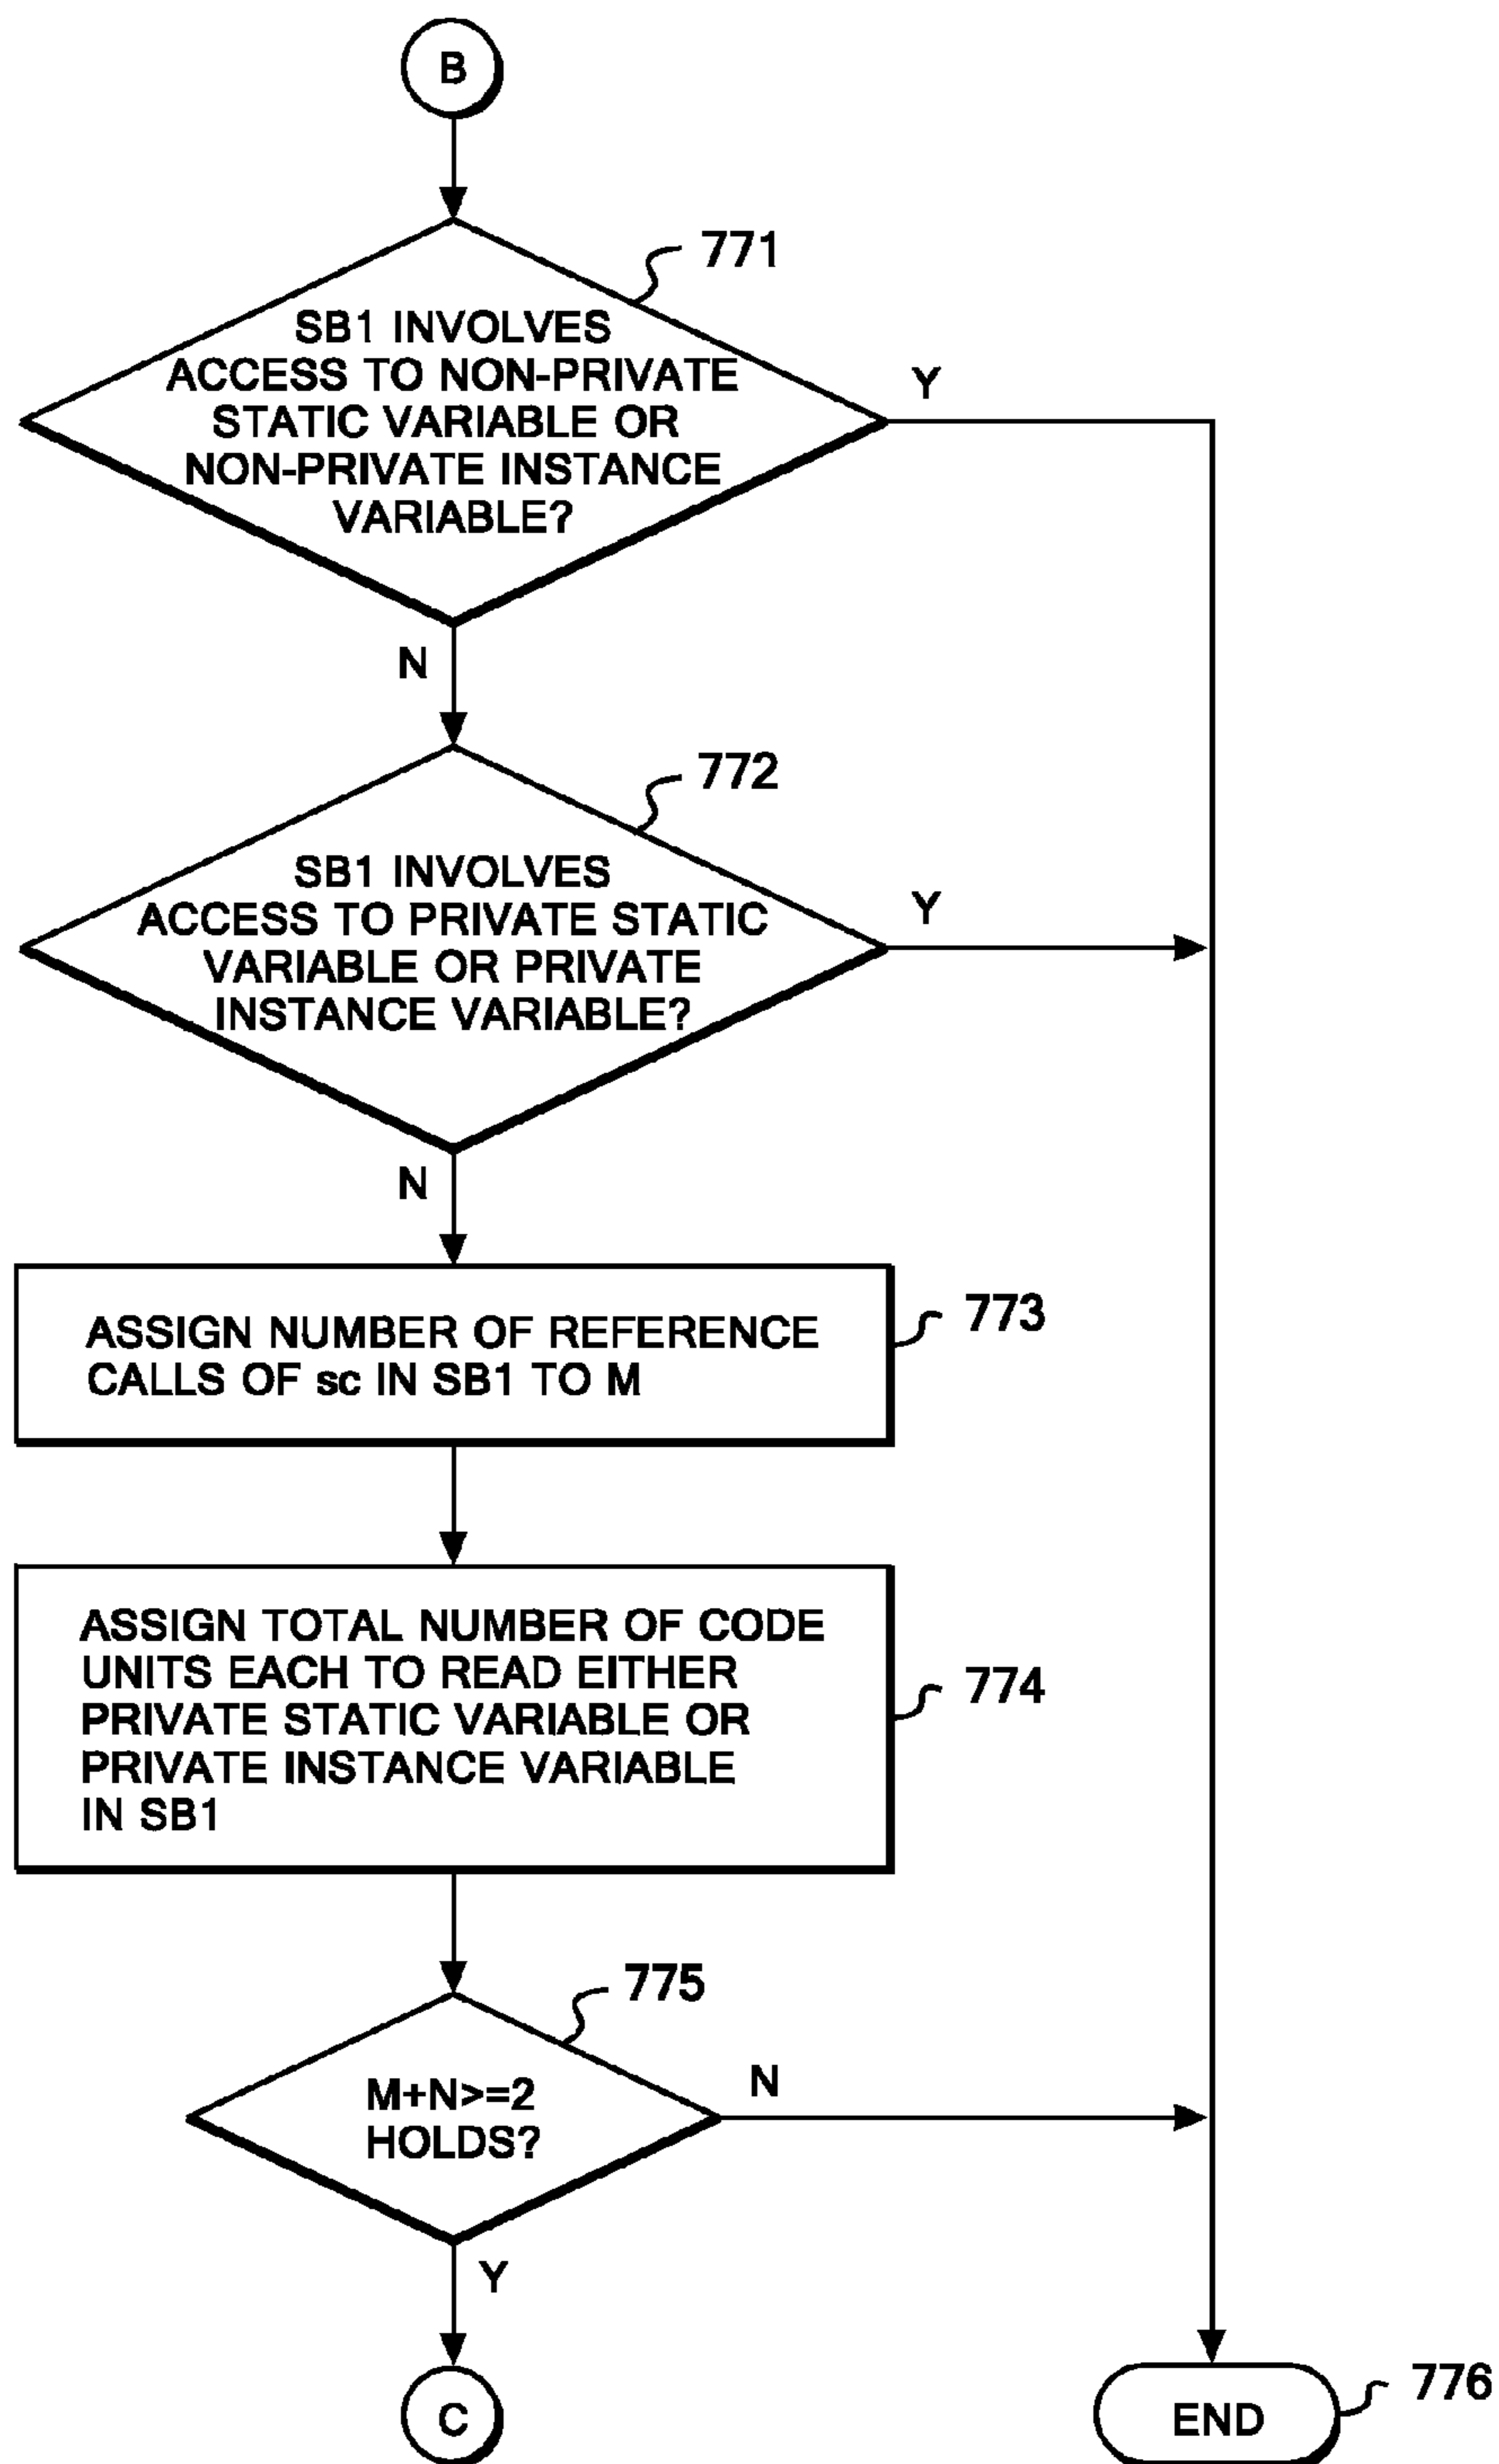 B
771
SB1 INVOLVES
ACCESS TO NON-PRIVATE
STATIC VARIABLE OR
NON-PRIVATE INSTANCE
VARIABLE?
Y
N
772
SB1 INVOLVES
ACCESS TO PRIVATE STATIC
VARIABLE OR PRIVATE
INSTANCE VARIABLE?
Y
N
773
ASSIGN NUMBER OF REFERENCE
CALLS OF sc IN SB1 TO M
774
ASSIGN TOTAL NUMBER OF CODE
UNITS EACH TO READ EITHER
PRIVATE STATIC VARIABLE OR
PRIVATE INSTANCE VARIABLE
IN SB1
775
M+N>=2
HOLDS?
N
Y
C
END
776